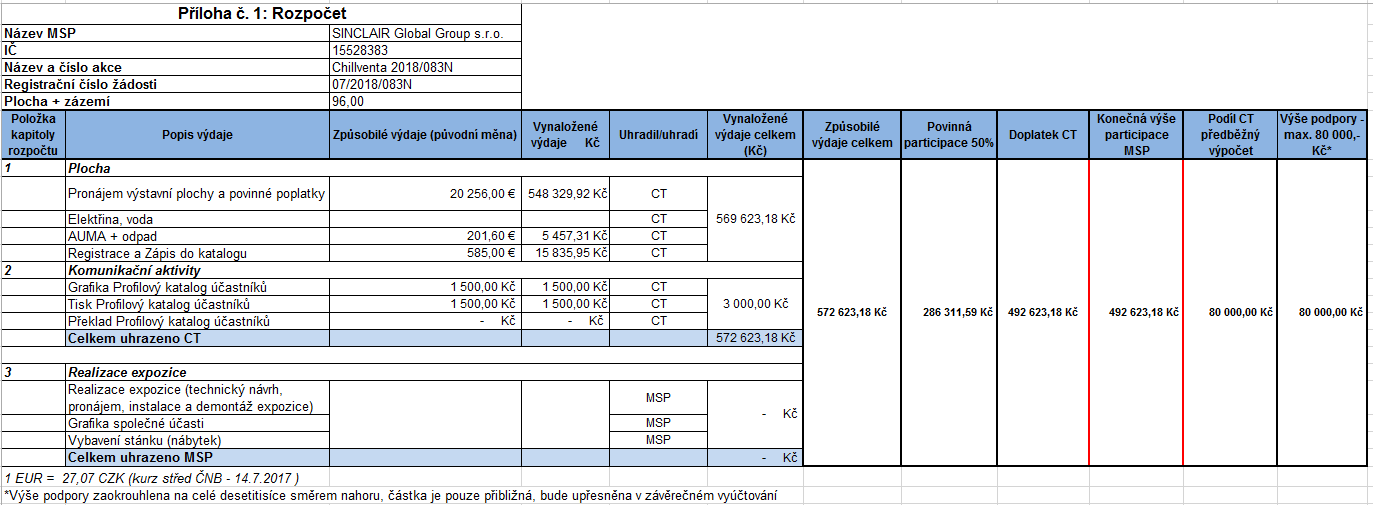 Příloha č. 1: Rozpočet
Název MSP SINCLAIR Global Group s.r.o.
IČ 15528383
Název a číslo akce Chillventa 2018/083N
Registrační číslo žádosti 07/2018/083N
Plocha + zázemí 96,00
Položka kapitoly rozpočtu Popis výdaje Způsobilé výdaje (původní měna) Vynaložené výdaje Kč Uhradil/uhradí Vynaložené výdaje celkem (Kč) Způsobilé výdaje celkem Povinná participace 50% Doplatek CT Konečná výše participace MSP Podíl CT předběžný výpočet Výše podpory - max. 80 000,- Kč*
1 Plocha
Pronájem výstavní plochy a povinné poplatky 20 256,00 € 548 329,92 Kč CT
569 623,18 Kč
Elektřina, voda CT
AUMA + odpad 201,60 € 5 457,31 Kč CT
Registrace a Zápis do katalogu 585,00 € 15 835,95 Kč CT
2 Komunikační aktivity
Grafika Profilový katalog účastníků 1 500,00 Kč 1 500,00 Kč CT
Tisk Profilový katalog účastníků 1 500,00 Kč 1 500,00 Kč CT 3 000,00 Kč
572 623,18 Kč 286 311,59 Kč 492 623,18 Kč 492 623,18 Kč 80 000,00 Kč 80 000,00 Kč
Překlad Profilový katalog účastníků - Kč - Kč CT
Celkem uhrazeno CT 572 623,18 Kč
3 Realizace expozice
Realizace expozice (technický návrh, pronájem, instalace a demontáž expozice) MSP
- Kč
Grafika společné účasti MSP
Vybavení stánku (nábytek) MSP
Celkem uhrazeno MSP - Kč
1 EUR = 27,07 CZK (kurz střed ČNB - 14.7.2017 )
*Výše podpory zaokrouhlena na celé desetitisíce směrem nahoru, částka je pouze přibližná, bude upřesněna v závěrečném vyúčtování